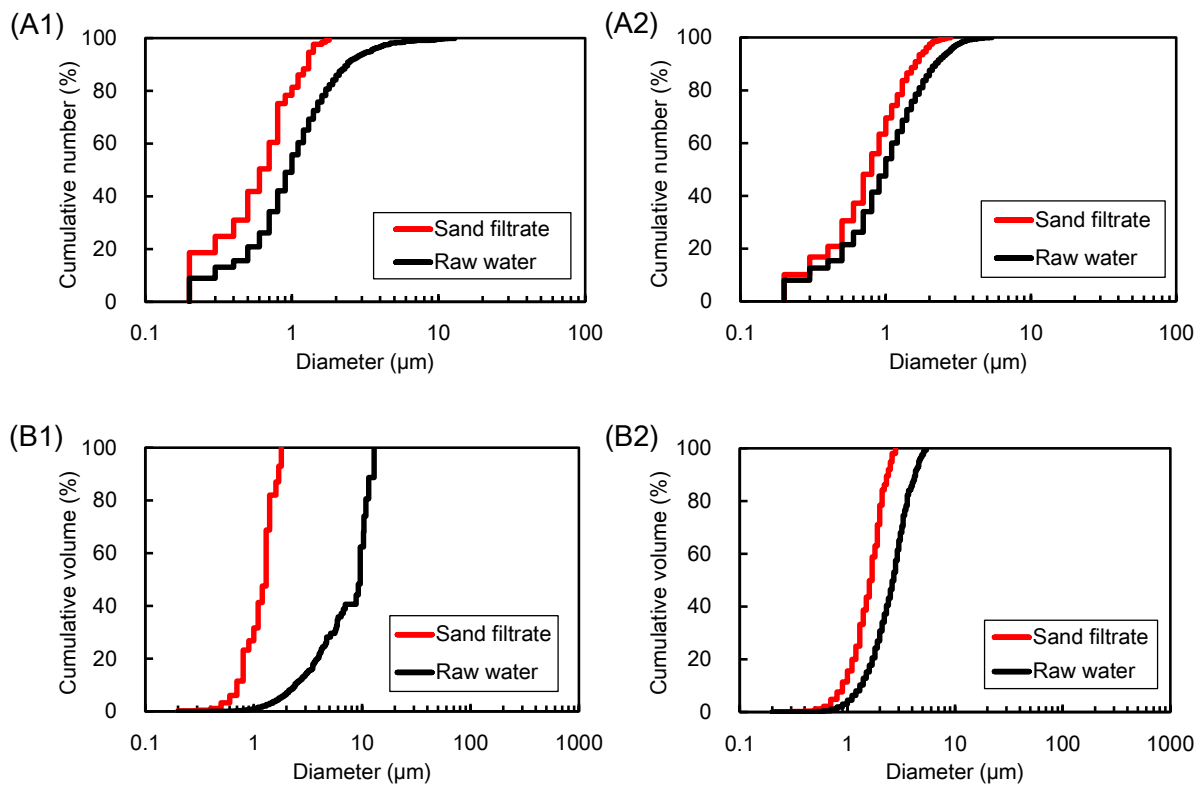 (A1)
Cumulative number (%)
100
80
60
40
20
0
Sand filtrate
Raw water
0.1
1
10
100
Diameter (µm)
(A2)
Cumulative number (%)
100
80
60
40
20
0
Sand filtrate
Raw water
0.1
1
10
100
Diameter (µm)
(B1)
Cumulative volume (%)
100
80
60
40
20
0
Sand filtrate
Raw water
0.1
1
10
100
1000
Diameter (µm)
(B2)
Cumulative volume (%)
100
80
60
40
20
0
Sand filtrate
Raw water
0.1
1
10
100
1000
Diameter (µm)